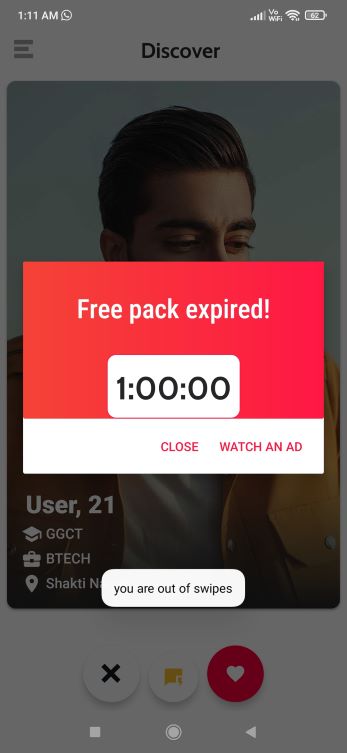 1:11 AM
Vo
WiFi
62
Discover
Free pack expired!
1:00:00
CLOSE WATCH AN AD
User, 21
GGCT
BTECH
Shakti
you are out of swipes